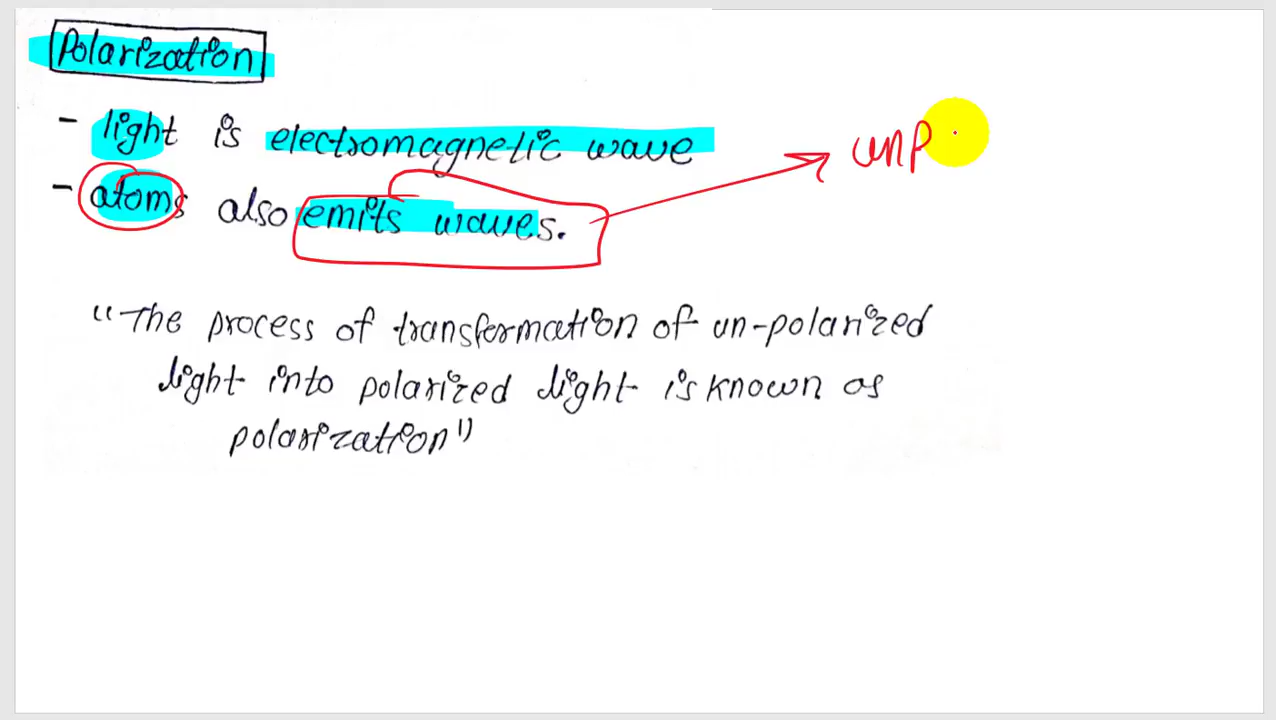 Polarization
- light is electromagnetic wave
unp
- atoms also emits waves.
"The process of transformation of un-polarized
light into polarized light is known as
polarization"